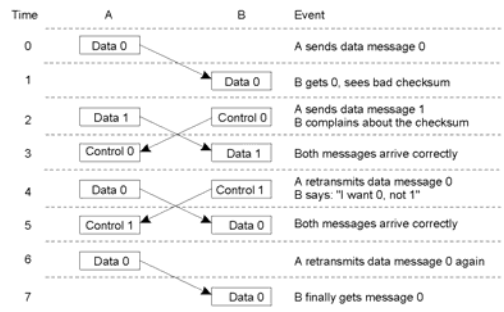 Time A B Event
0 Data 0 A sends data message 0
1 Data 0 B gets 0, sees bad checksum
2 Data 1 Control 0 A sends data message 1
B complains about the checksum
3 Control 0 Data 1 Both messages arrive correctly
4 Data 0 Control 1 A retransmits data message 0
B says: "I want 0, not 1"
5 Control 1 Data 0 Both messages arrive correctly
6 Data 0 A retransmits data message 0 again
7 Data 0 B finally gets message 0